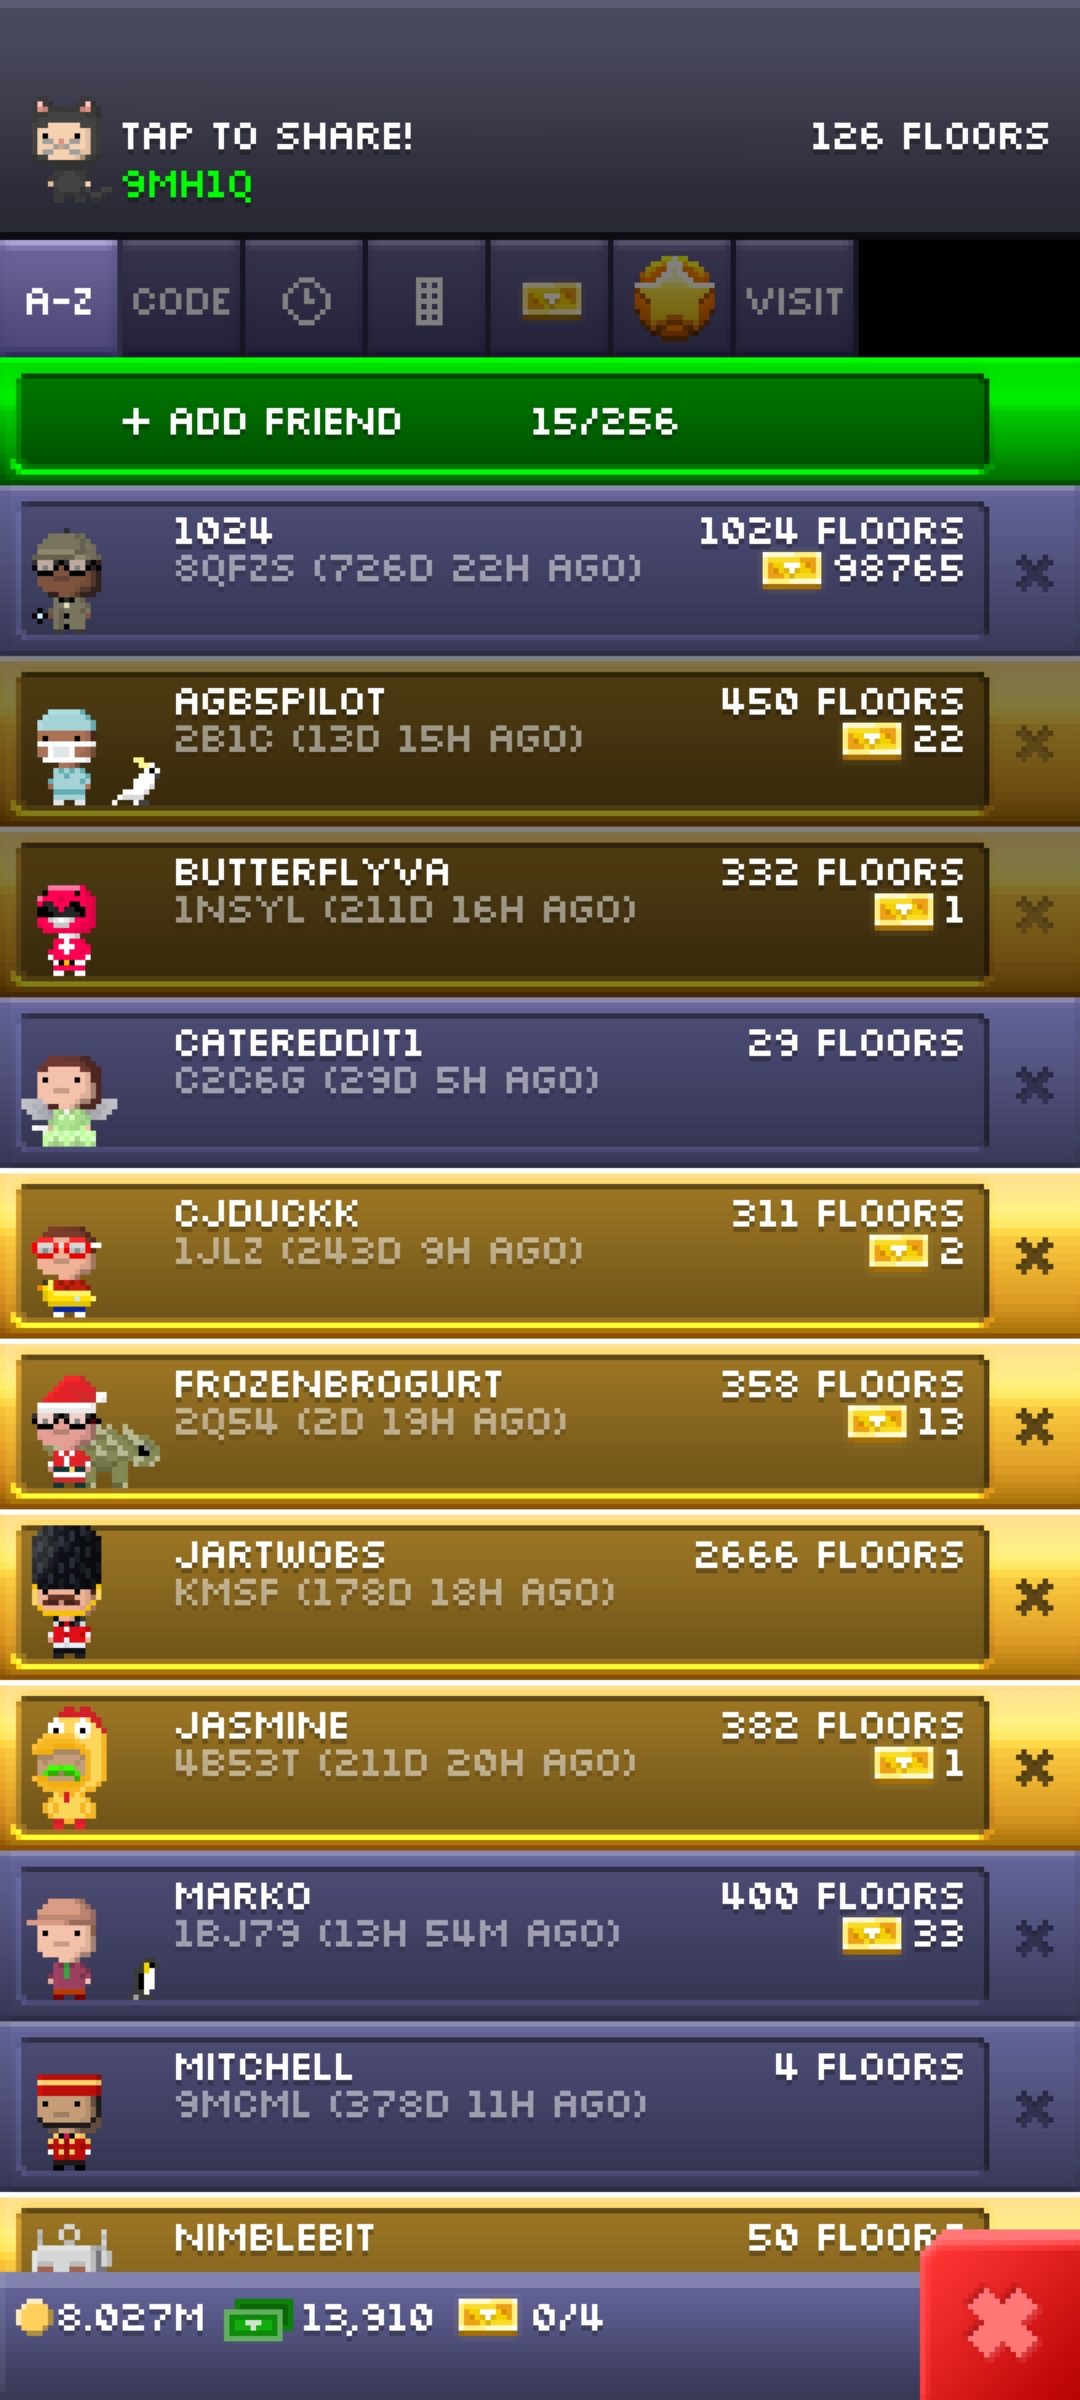 TAP TO SHARE!
126 FLOORS
9MH1Q
A-Z CODE VISIT
+ ADD FRIEND 15/256
1024 1024 FLOORS
8QFZS (726D 22H AGO) 98765
AGB5PILOT 450 FLOORS
2B1C (13D 15H AGO) 22
BUTTERFLYVA 332 FLOORS
1NSYL (211D 16H AGO) 1
CATEREDDIT1 29 FLOORS
C2C6G (29D 5H AGO)
CJDUCKK 311 FLOORS
1JLZ (243D 9H AGO) 2
FROZENBROGURT 358 FLOORS
2Q54 (2D 19H AGO) 13
JARTWOBS 2666 FLOORS
KMSF (178D 18H AGO)
JASMINE 382 FLOORS
4B53T (211D 20H AGO) 1
MARKO 400 FLOORS
1BJ79 (13H 54M AGO) 33
MITCHELL 4 FLOORS
9MCML (378D 11H AGO)
NIMBLEBIT 50 FLOORS
8.027M 13,910 0/4